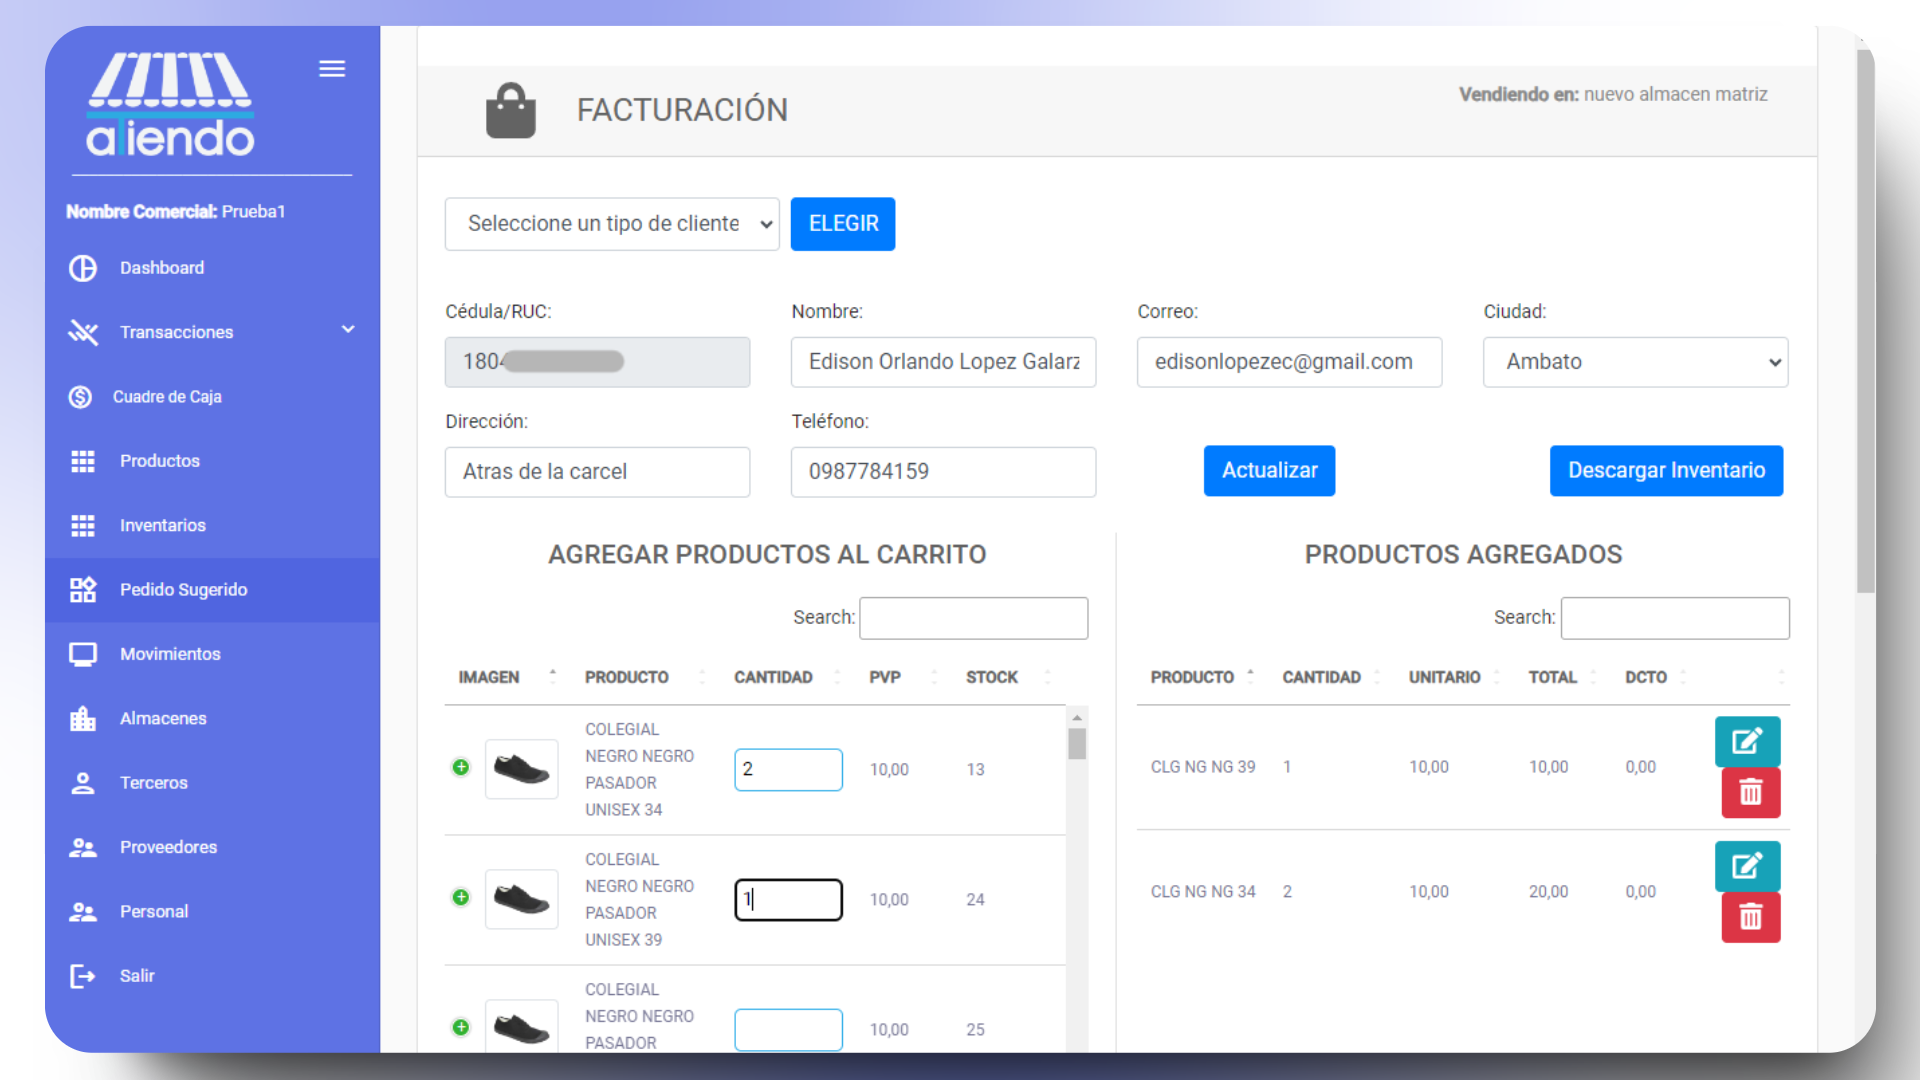 aTiendo
Nombre Comercial: Prueba1
Dashboard
Transacciones
Cuadre de Caja
Productos
Inventarios
Pedido Sugerido
Movimientos
Almacenes
Terceros
Proveedores
Personal
Salir
FACTURACIÓN
Vendiendo en: nuevo almacen matriz
Seleccione un tipo de cliente
ELEGIR
Cédula/RUC:
Nombre:
Correo:
Ciudad:
180
Edison Orlando Lopez Galarz
edisonlopezec@gmail.com
Ambato
Dirección:
Teléfono:
Atras de la carcel
0987784159
Actualizar
Descargar Inventario
AGREGAR PRODUCTOS AL CARRITO
Search:
IMAGEN PRODUCTO CANTIDAD PVP STOCK
COLEGIAL
NEGRO NEGRO
PASADOR
UNISEX 34
2 10,00 13
COLEGIAL
NEGRO NEGRO
PASADOR
UNISEX 39
1 10,00 24
COLEGIAL
NEGRO NEGRO
PASADOR
10,00 25
PRODUCTOS AGREGADOS
Search:
PRODUCTO CANTIDAD UNITARIO TOTAL DCTO
CLG NG NG 39 1 10,00 10,00 0,00
CLG NG NG 34 2 10,00 20,00 0,00